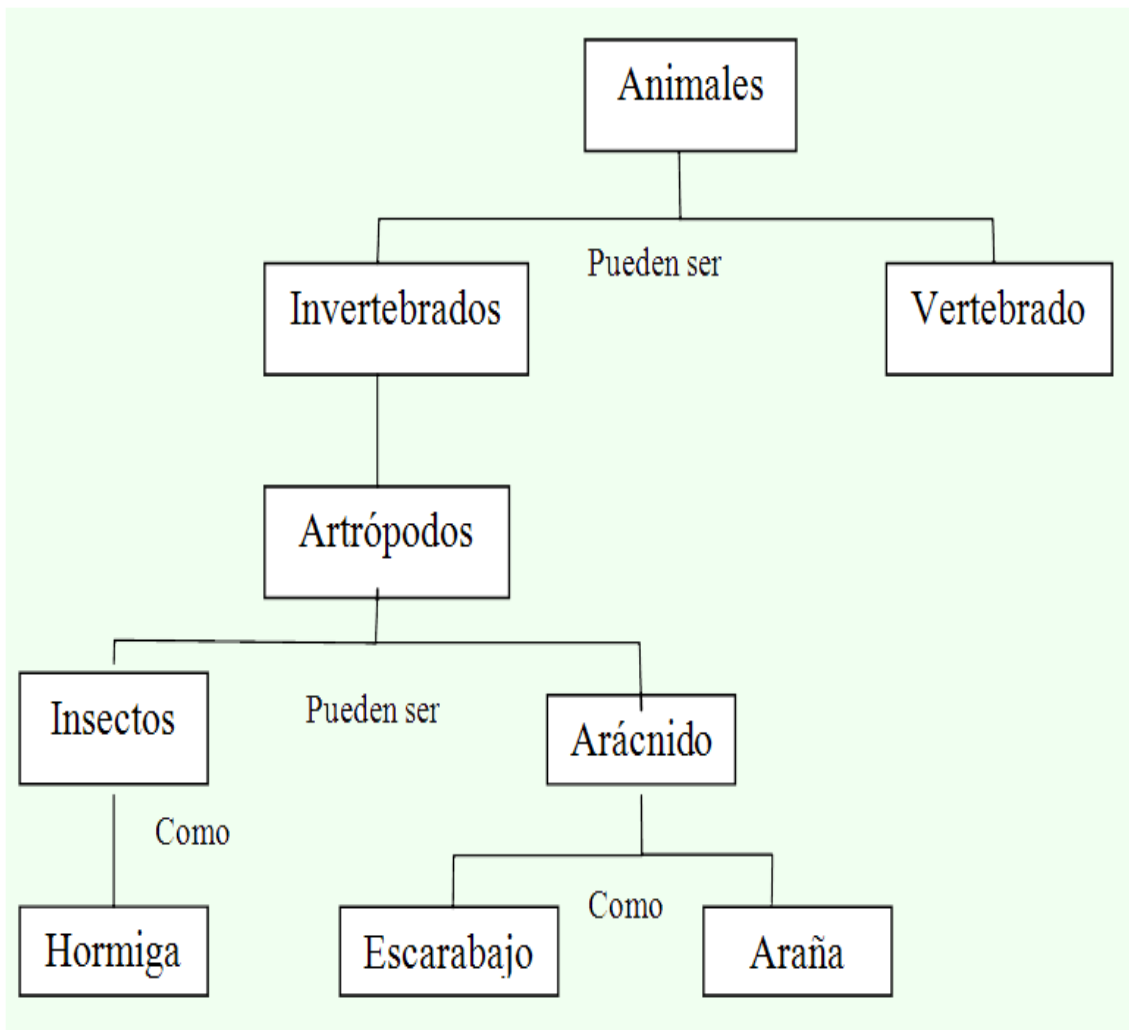 Animales
Pueden ser
Invertebrados
Vertebrado
Artrópodos
Insectos
Pueden ser
Arácnido
Como
Hormiga
Escarabajo
Como
Araña